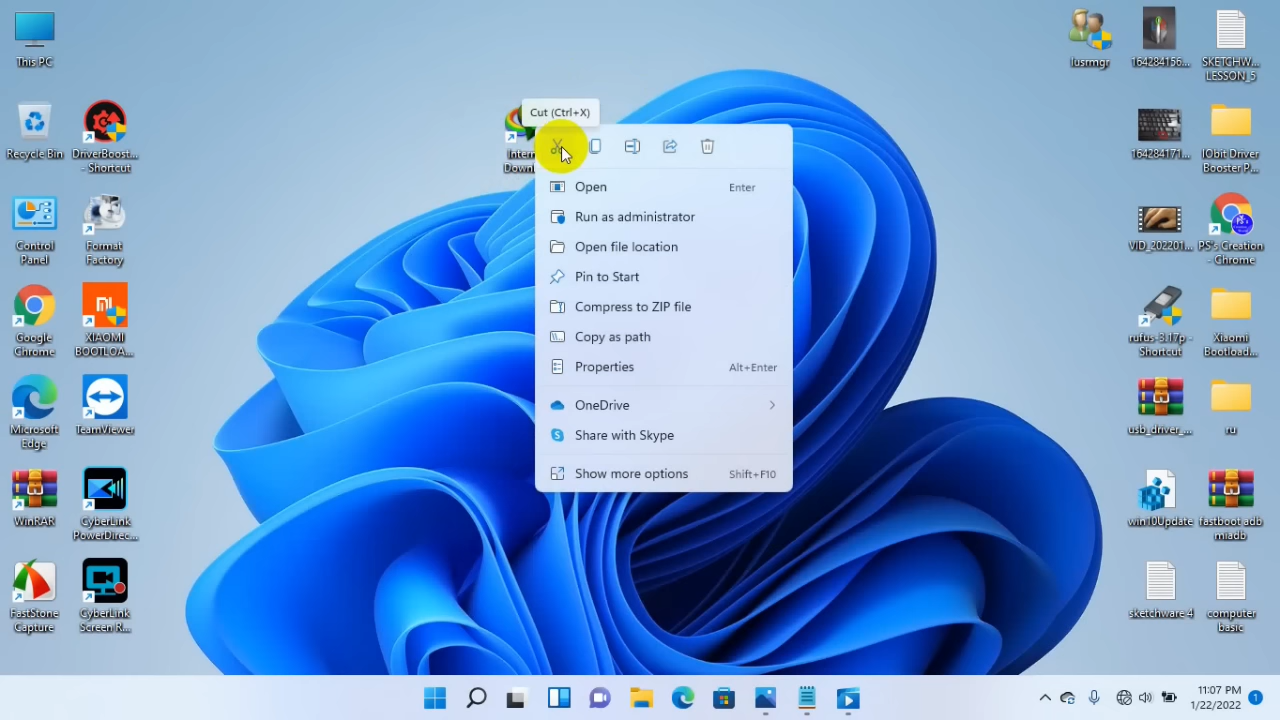 This PC
Recycle Bin
DriverBoost...
- Shortcut
Control
Panel
Format
Factory
Google
Chrome
XIAOMI
BOOTLOA...
Microsoft
Edge
TeamViewer
WinRAR
CyberLink
PowerDirec...
FastStone
Capture
CyberLink
Screen R...
Cut (Ctrl+X)
Open
Enter
Run as administrator
Open file location
Pin to Start
Compress to ZIP file
Copy as path
Properties
Alt+Enter
OneDrive
Share with Skype
Show more options
Shift+F10
lusrmgr
164284156...
SKETCHW...
LESSON_5
164284171...
IObit Driver
Booster P...
VID_202201...
PS's Creation
- Chrome
rufus-3.17p -
Shortcut
Xiaomi
Bootload...
usb_driver_...
ru
win10Update
fastboot adb
miadb
sketchware 4
computer
basic
11:07 PM
1/22/2022
1